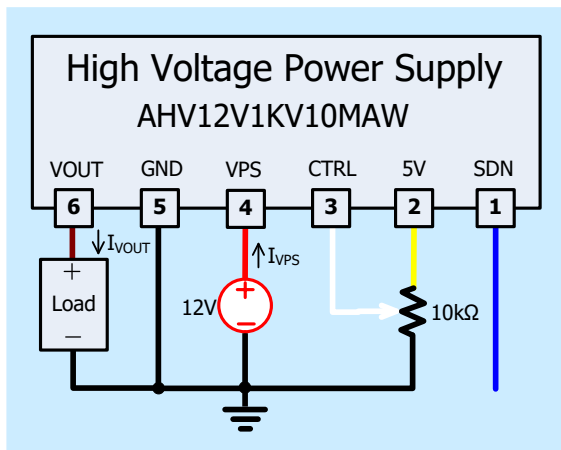 High Voltage Power Supply
AHV12V1KV10MAW
VOUT GND VPS CTRL 5V SDN
6 5 4 3 2 1
↓IVOUT ↑IVPS
+ +
Load 12V 10kΩ
− −